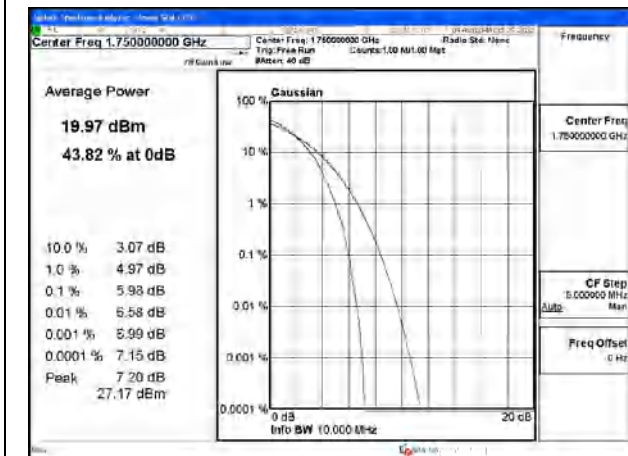 Center Freq 1.750000000 GHz
Center Freq: 1.750000000 GHz
Radio Std: None
Trig: Free Run
Counts:1.00 M/1.00 Mpt
#Atten: 40 dB
Frequency
Average Power
19.97 dBm
43.82 % at 0dB
10.0 % 3.07 dB
1.0 % 4.97 dB
0.1 % 5.98 dB
0.01 % 6.58 dB
0.001 % 6.99 dB
0.0001 % 7.15 dB
Peak 7.20 dB
27.17 dBm
Gaussian
100 %
10 %
1 %
0.1 %
0.01 %
0.001 %
0.0001 %
0 dB
20 dB
Info BW 10.000 MHz
Center Freq
1.750000000 GHz
CF Step
5.000000 MHz
Auto Man
Freq Offset
0 Hz